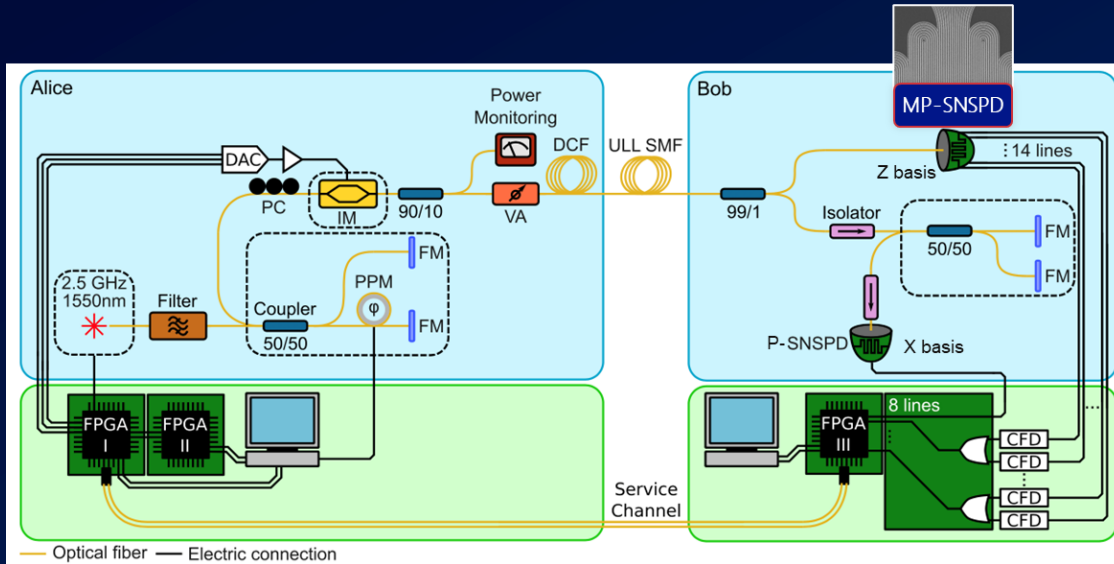 MP-SNSPD
Alice
Bob
Power
Monitoring
DCF
ULL SMF
DAC
14 lines
Z basis
PC
IM
90/10
VA
99/1
Isolator
FM
50/50
FM
2.5 GHz
1550nm
Filter
Coupler
50/50
PPM
φ
FM
FM
P-SNSPD
X basis
FPGA
I
FPGA
II
FPGA
III
8 lines
CFD
CFD
CFD
CFD
Service
Channel
Optical fiber
Electric connection